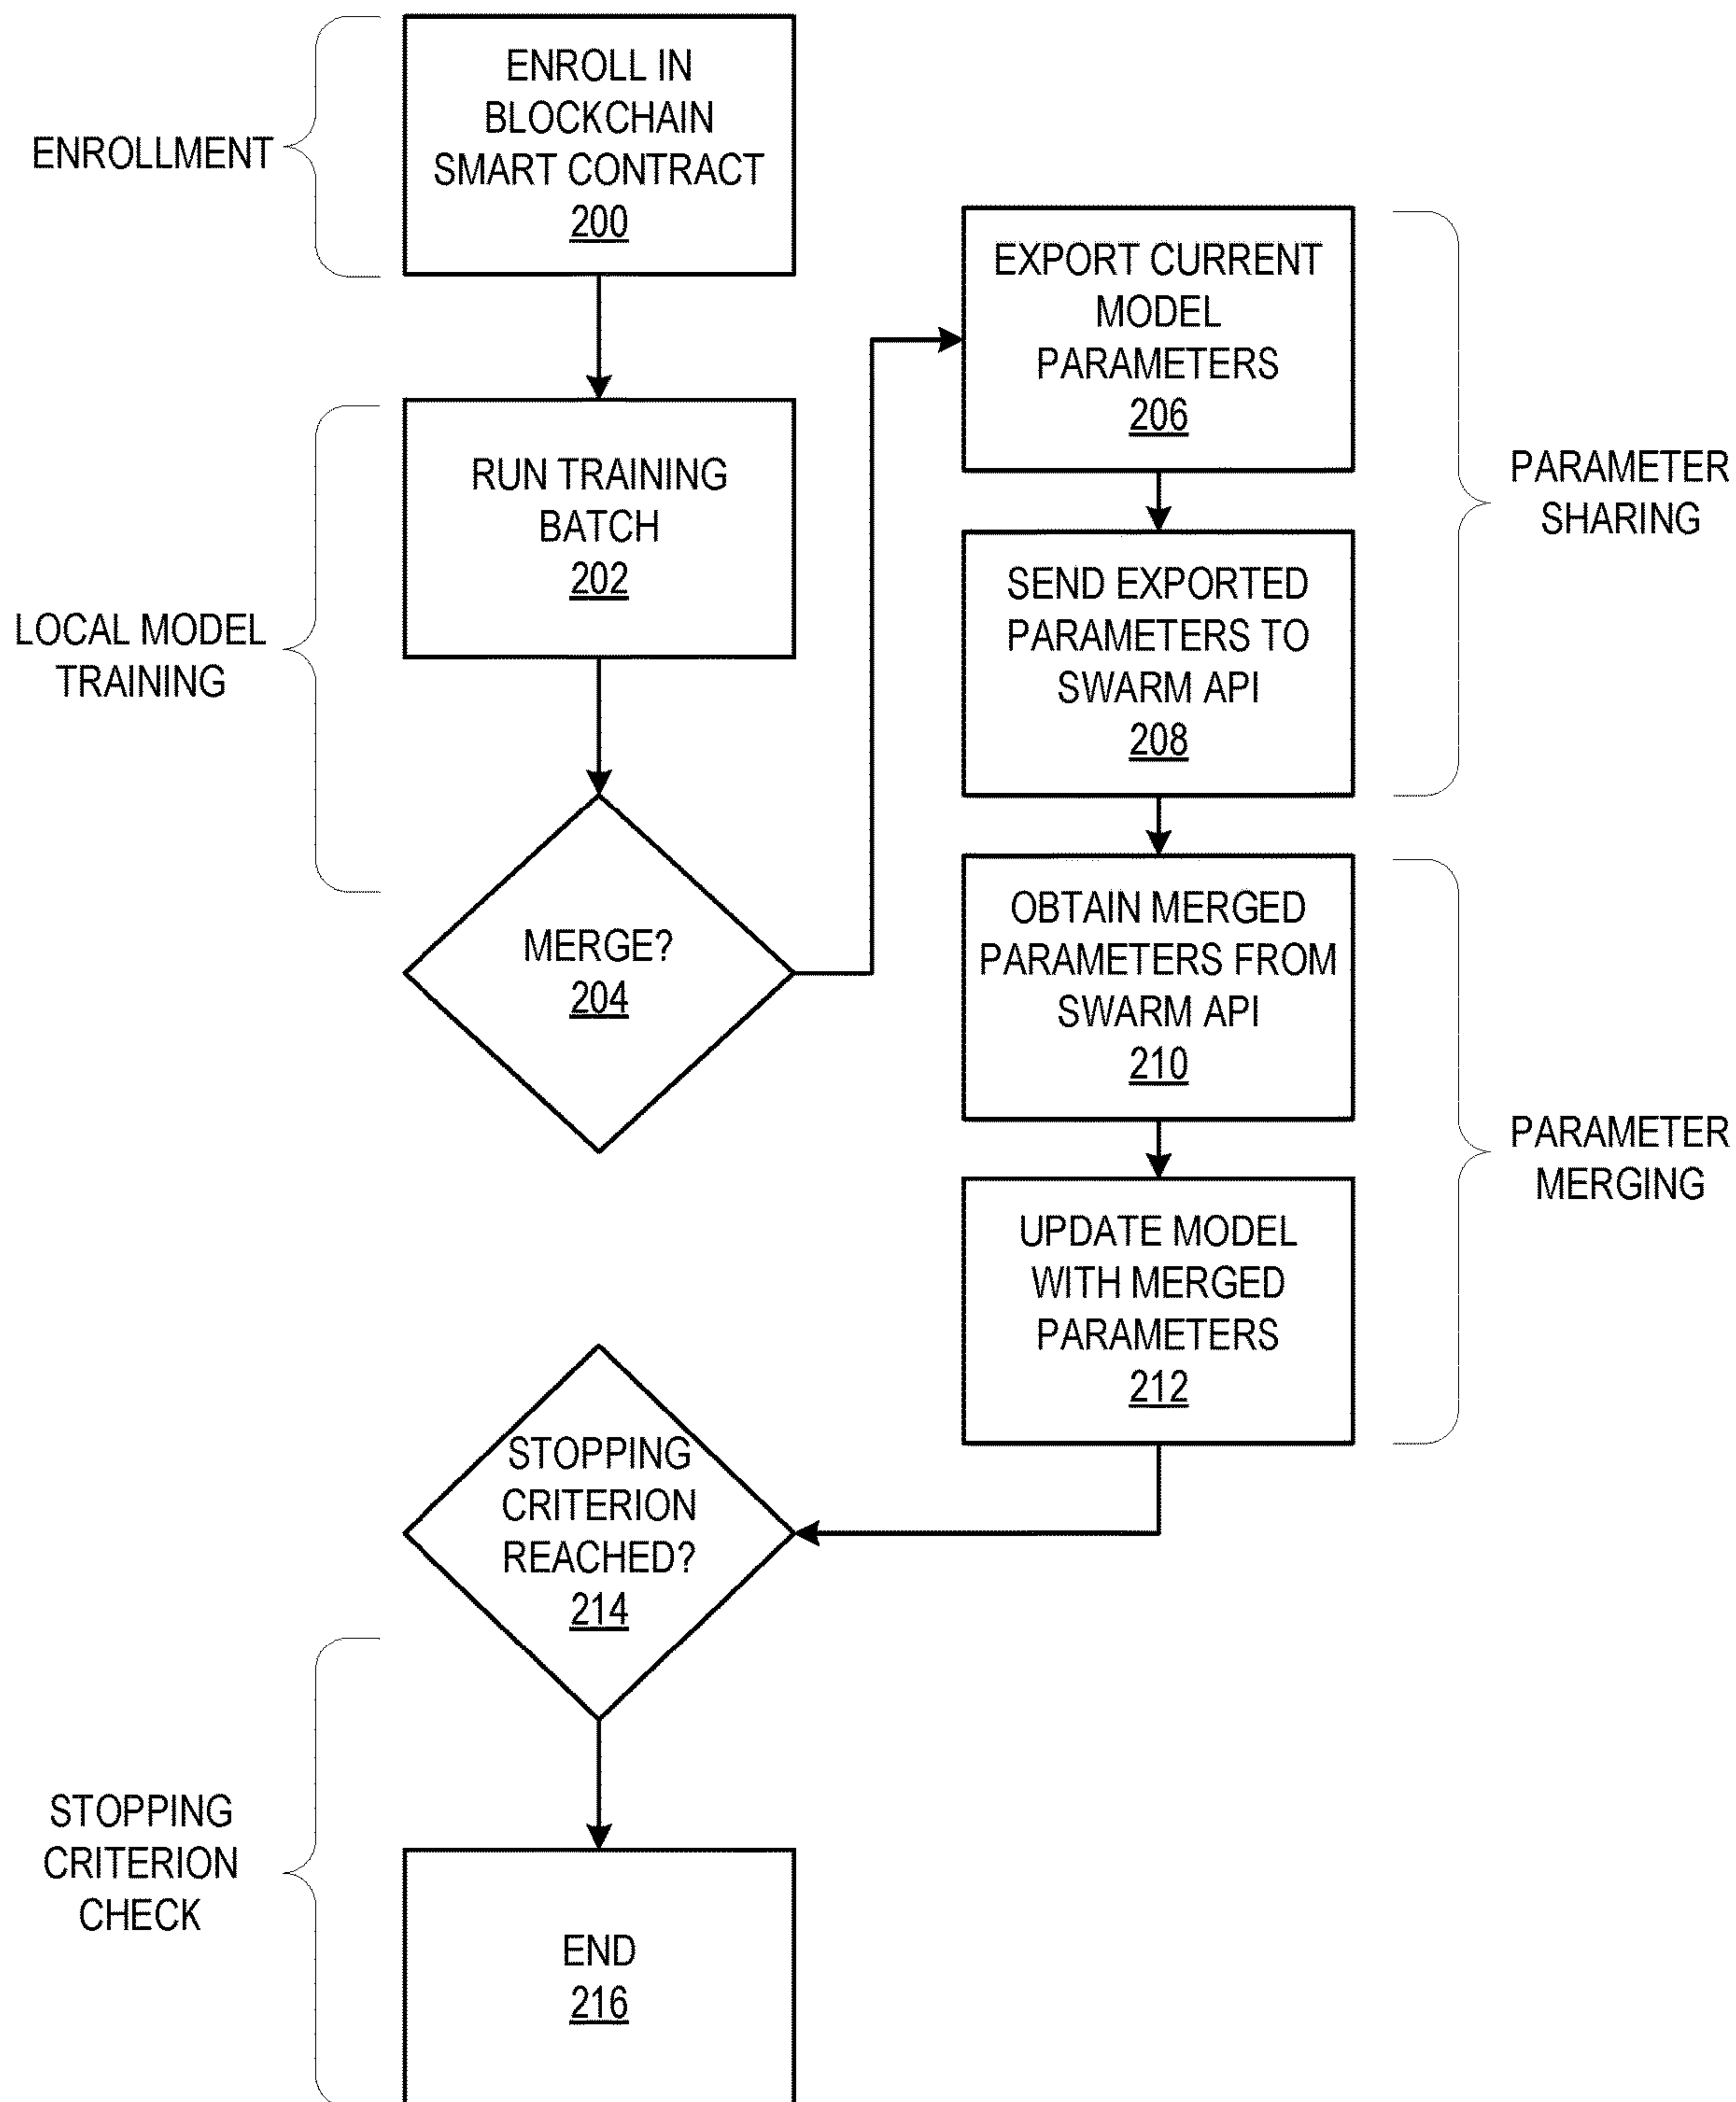 ENROLLMENT
ENROLL IN
BLOCKCHAIN
SMART CONTRACT
200
LOCAL MODEL
TRAINING
RUN TRAINING
BATCH
202
MERGE?
204
EXPORT CURRENT
MODEL
PARAMETERS
206
SEND EXPORTED
PARAMETERS TO
SWARM API
208
PARAMETER
SHARING
OBTAIN MERGED
PARAMETERS FROM
SWARM API
210
UPDATE MODEL
WITH MERGED
PARAMETERS
212
PARAMETER
MERGING
STOPPING
CRITERION
REACHED?
214
STOPPING
CRITERION
CHECK
END
216